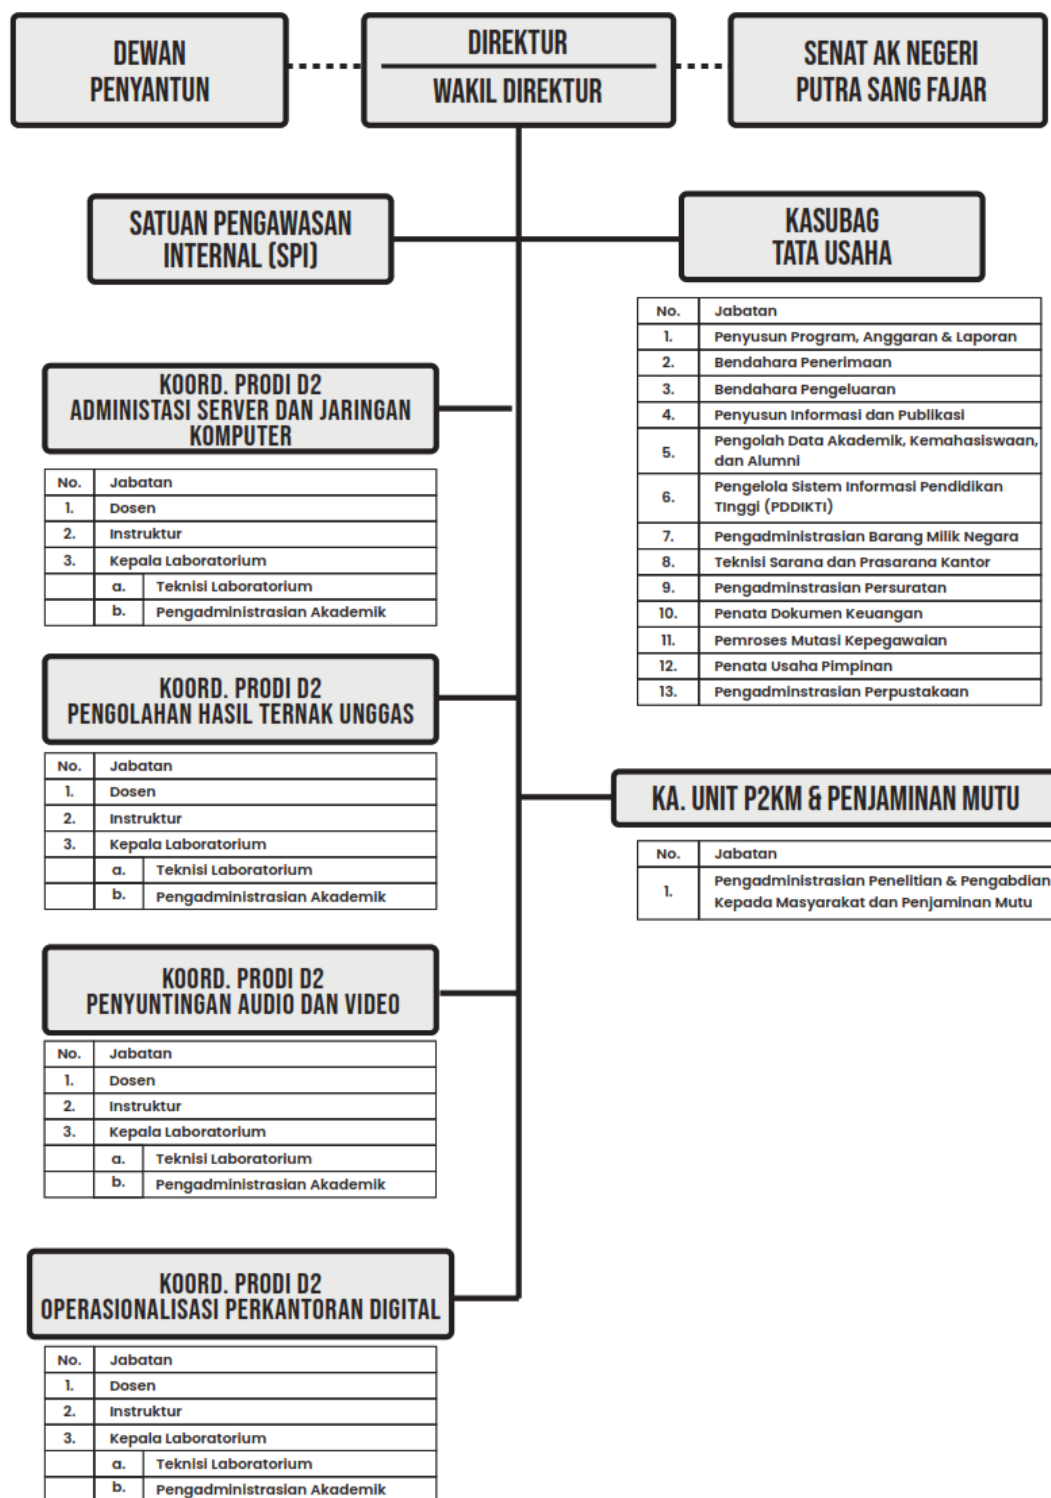 DEWAN
PENYANTUN
DIREKTUR
WAKIL DIREKTUR
SENAT AK NEGERI
PUTRA SANG FAJAR
SATUAN PENGAWASAN
INTERNAL (SPI)
KASUBAG
TATA USAHA
No. Jabatan
1. Penyusun Program, Anggaran & Laporan
2. Bendahara Penerimaan
3. Bendahara Pengeluaran
4. Penyusun Informasi dan Publikasi
5. Pengolah Data Akademik, Kemahasiswaan,
dan Alumni
6. Pengelola Sistem Informasi Pendidikan
TInggi (PDDIKTI)
7. Pengadministrasian Barang Milik Negara
8. Teknisi Sarana dan Prasarana Kantor
9. Pengadminstrasian Persuratan
10. Penata Dokumen Keuangan
11. Pemroses Mutasi Kepegawaian
12. Penata Usaha Pimpinan
13. Pengadminstrasian Perpustakaan
KOORD. PRODI D2
ADMINISTASI SERVER DAN JARINGAN
KOMPUTER
No. Jabatan
1. Dosen
2. Instruktur
3. Kepala Laboratorium
a. Teknisi Laboratorium
b. Pengadministrasian Akademik
KOORD. PRODI D2
PENGOLAHAN HASIL TERNAK UNGGAS
No. Jabatan
1. Dosen
2. Instruktur
3. Kepala Laboratorium
a. Teknisi Laboratorium
b. Pengadministrasian Akademik
KA. UNIT P2KM & PENJAMINAN MUTU
No. Jabatan
1. Pengadministrasian Penelitian & Pengabdian
Kepada Masyarakat dan Penjaminan Mutu
KOORD. PRODI D2
PENYUNTINGAN AUDIO DAN VIDEO
No. Jabatan
1. Dosen
2. Instruktur
3. Kepala Laboratorium
a. Teknisi Laboratorium
b. Pengadministrasian Akademik
KOORD. PRODI D2
OPERASIONALISASI PERKANTORAN DIGITAL
No. Jabatan
1. Dosen
2. Instruktur
3. Kepala Laboratorium
a. Teknisi Laboratorium
b. Pengadministrasian Akademik